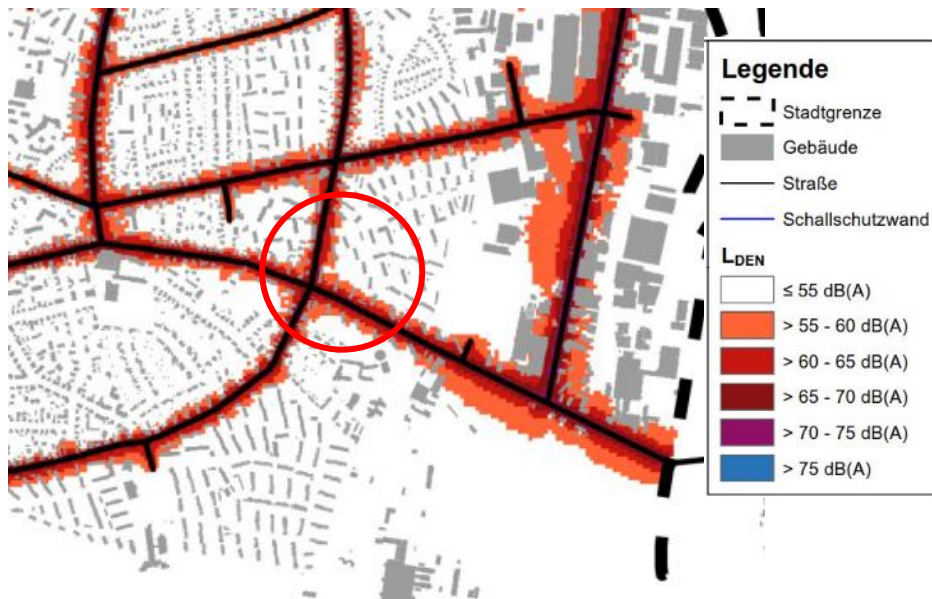 Legende
Stadtgrenze
Gebäude
Straße
Schallschutzwand
LDEN
≤ 55 dB(A)
> 55 - 60 dB(A)
> 60 - 65 dB(A)
> 65 - 70 dB(A)
> 70 - 75 dB(A)
> 75 dB(A)